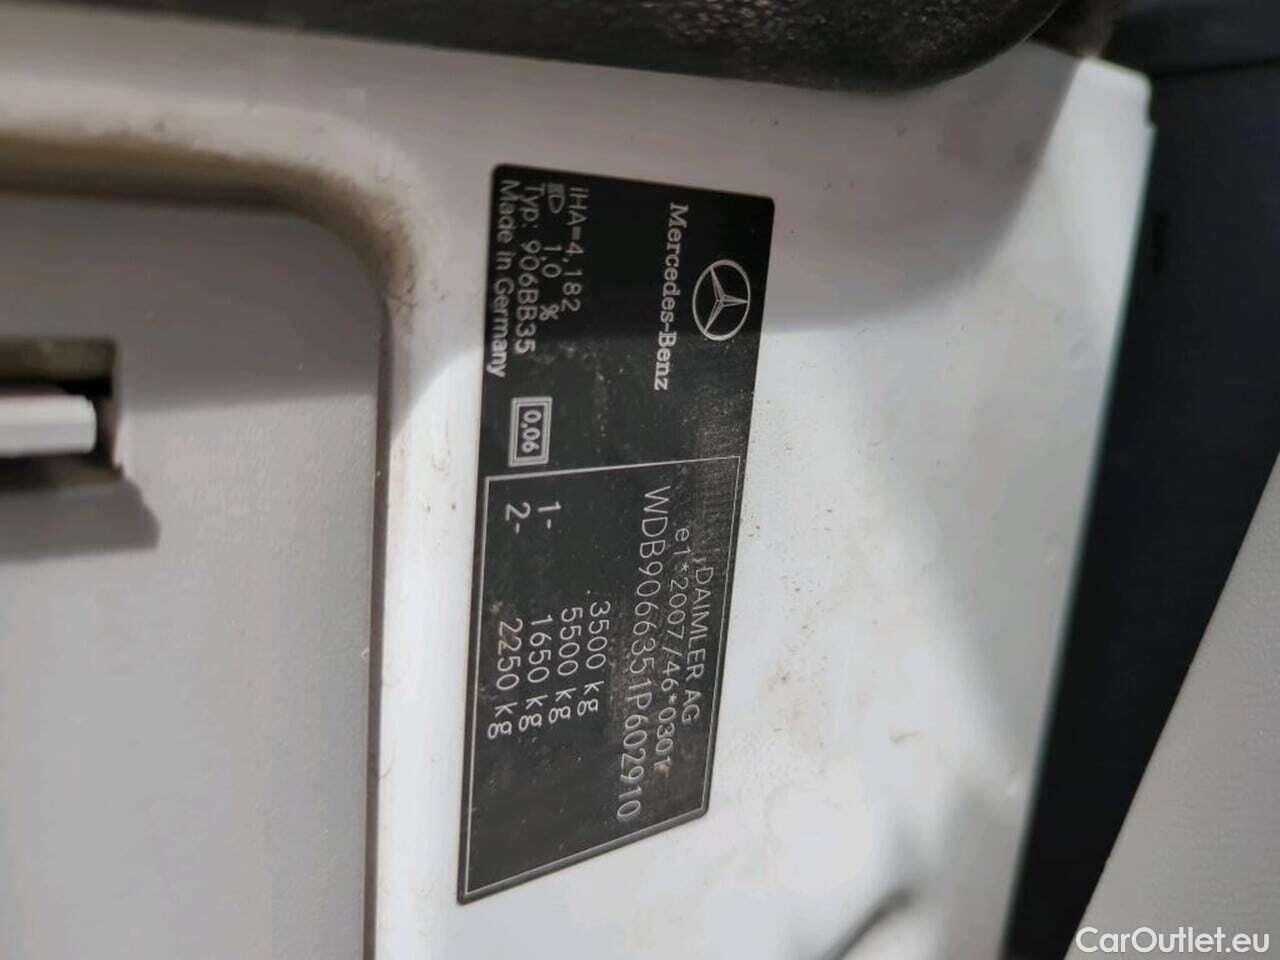 Mercedes-Benz
iHA=4,182
1,0 %
Typ: 906BB35
Made in Germany
0,06
DAIMLER AG
e1*2007/46*0301
WDB9066351P602910
3500 kg
5500 kg
1- 1650 kg
2- 2250 kg
CarOutlet.eu